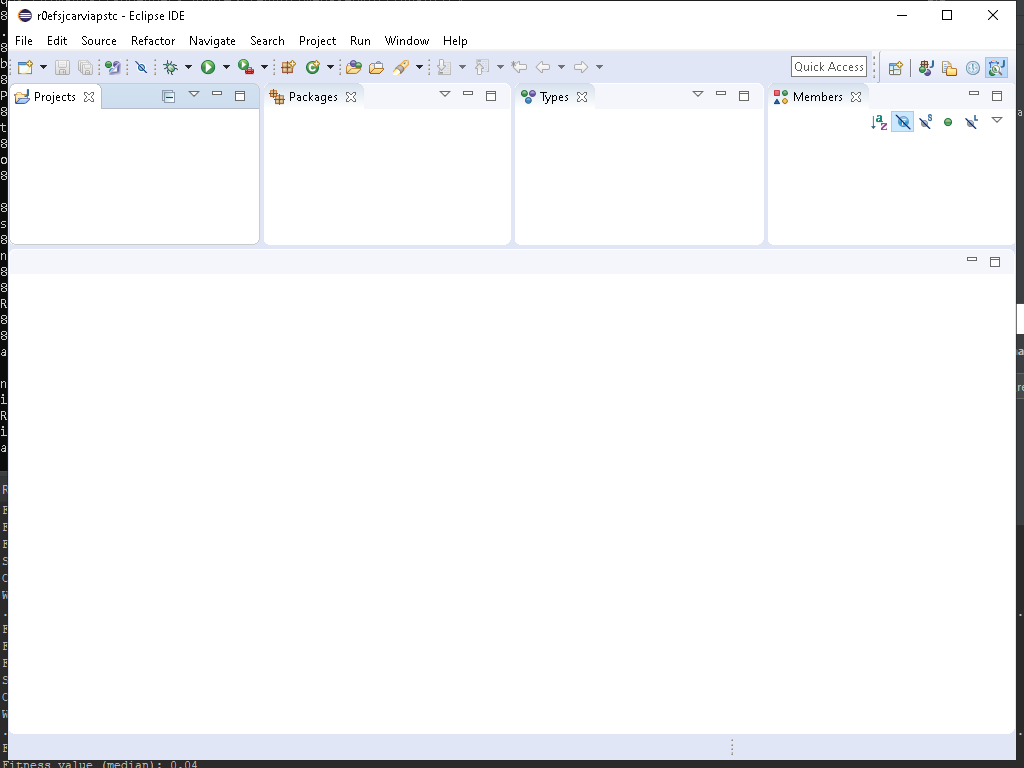 r0efsjcarviapstc - Eclipse IDE
File Edit Source Refactor Navigate Search Project Run Window Help
Quick Access
Projects Packages Types Members
Fitness value (median): 0.04